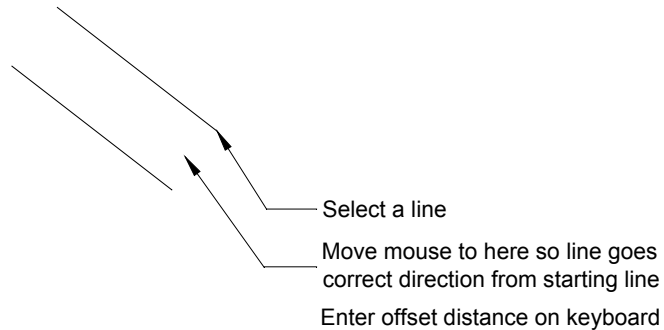 Select a line
Move mouse to here so line goes
correct direction from starting line
Enter offset distance on keyboard